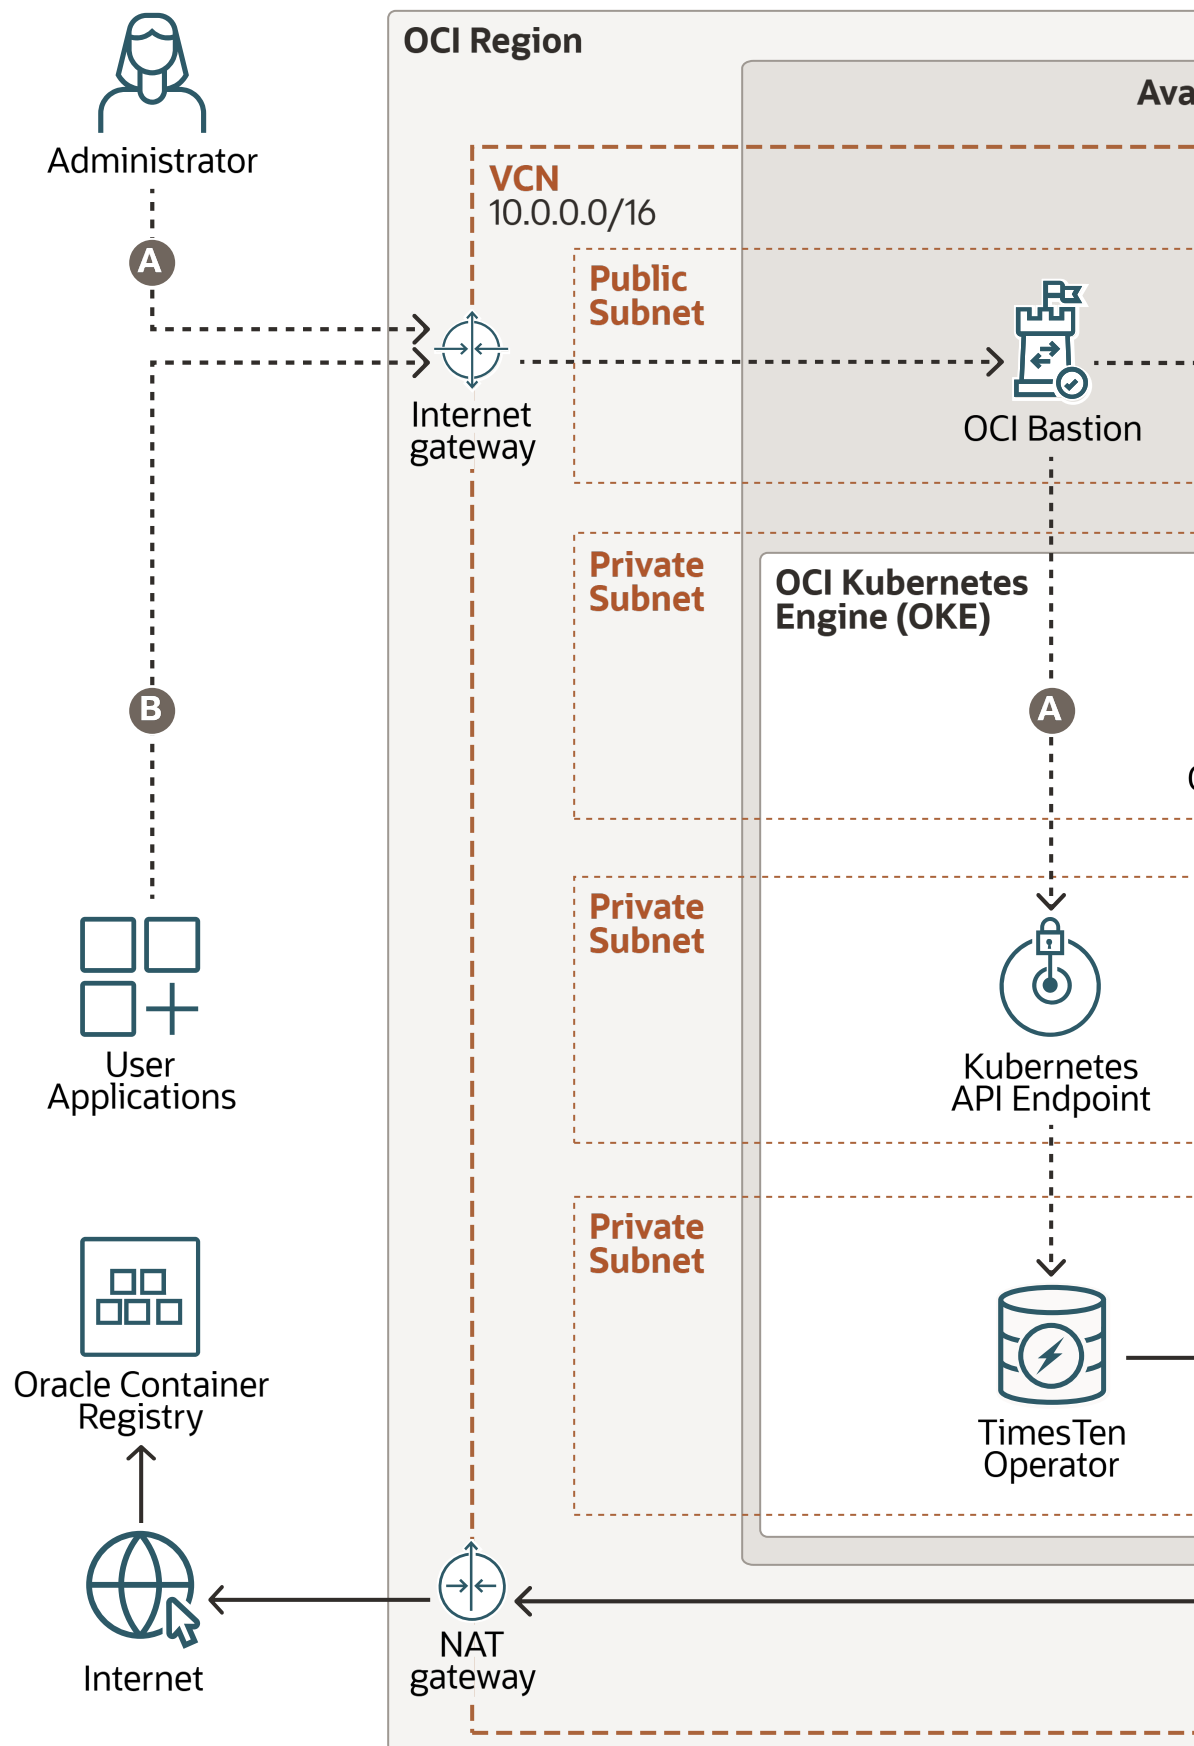 OCI Region
Ava
Administrator
VCN
10.0.0.0/16
A
Public
Subnet
Internet
gateway
OCI Bastion
Private
Subnet
OCI Kubernetes
Engine (OKE)
B
A
Private
Subnet
User
Applications
Kubernetes
API Endpoint
Private
Subnet
Oracle Container
Registry
TimesTen
Operator
Internet
NAT
gateway